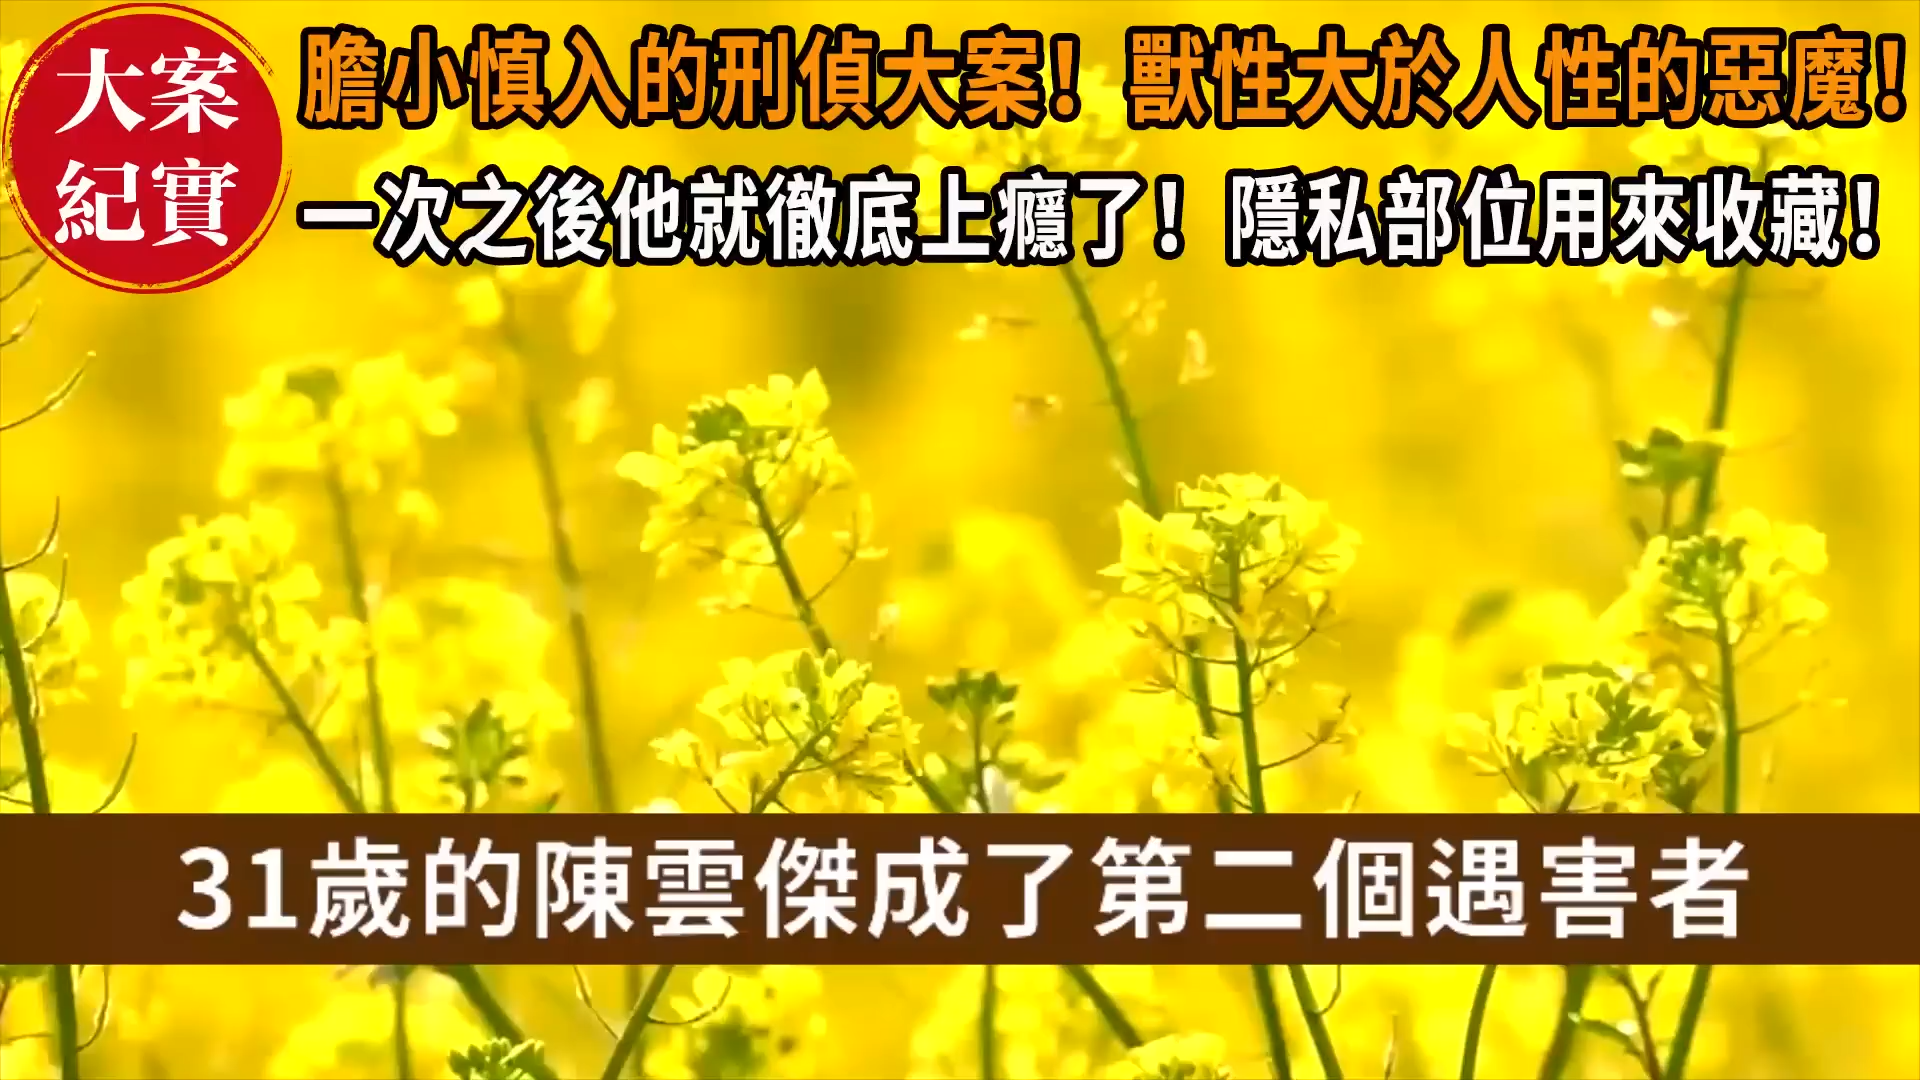 大案
紀實
膽小慎入的刑偵大案！獸性大於人性的惡魔！
一次之後他就徹底上癮了！隱私部位用來收藏！
31歲的陳雲傑成了第二個遇害者